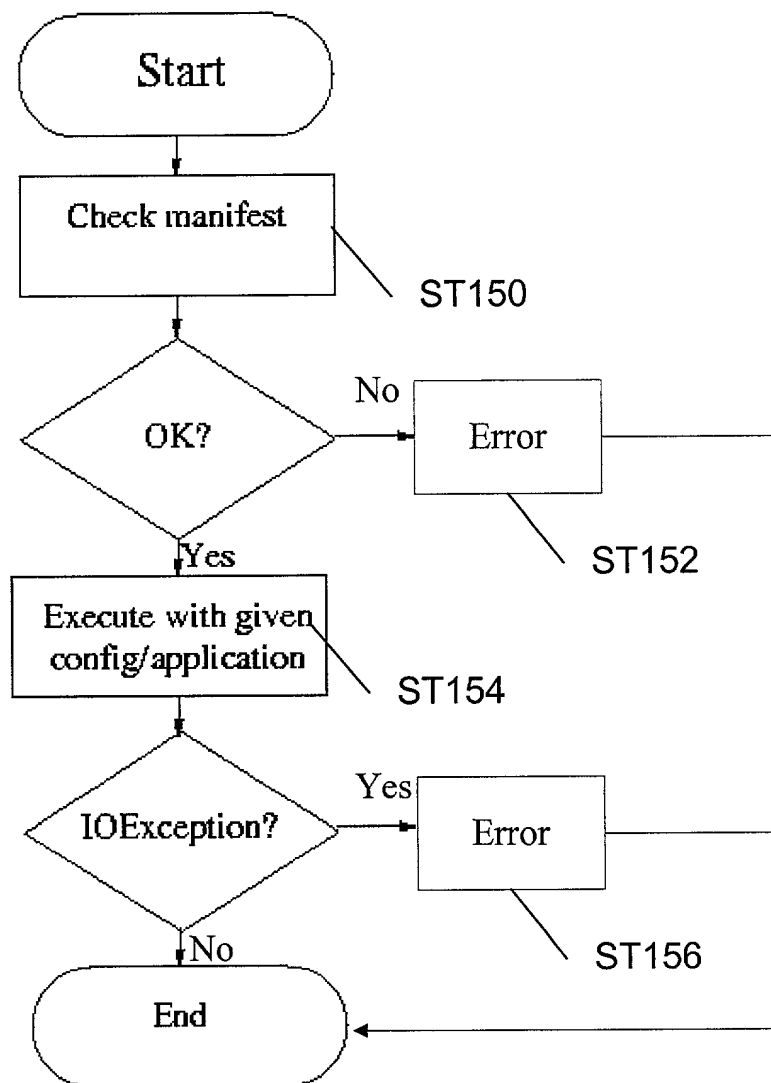 Start
Check manifest
ST150
OK?
No
Error
ST152
Yes
Execute with given
config/application
ST154
IOException?
Yes
Error
ST156
No
End